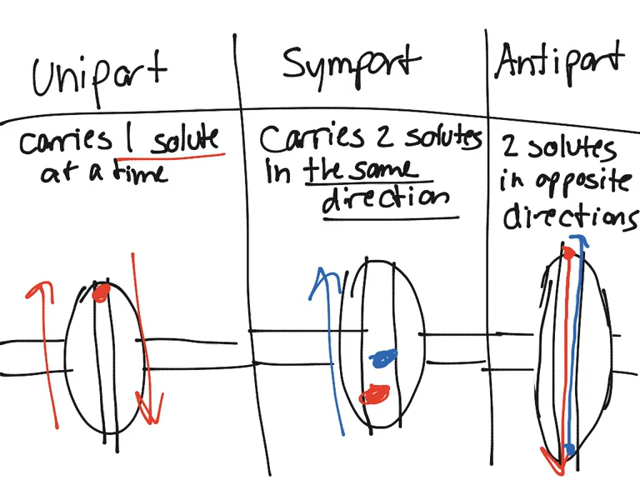 Uniport
Symport
Antiport
Carries 1 solute
at a time
Carries 2 solutes
in the same
direction
2 solutes
in opposite
directions